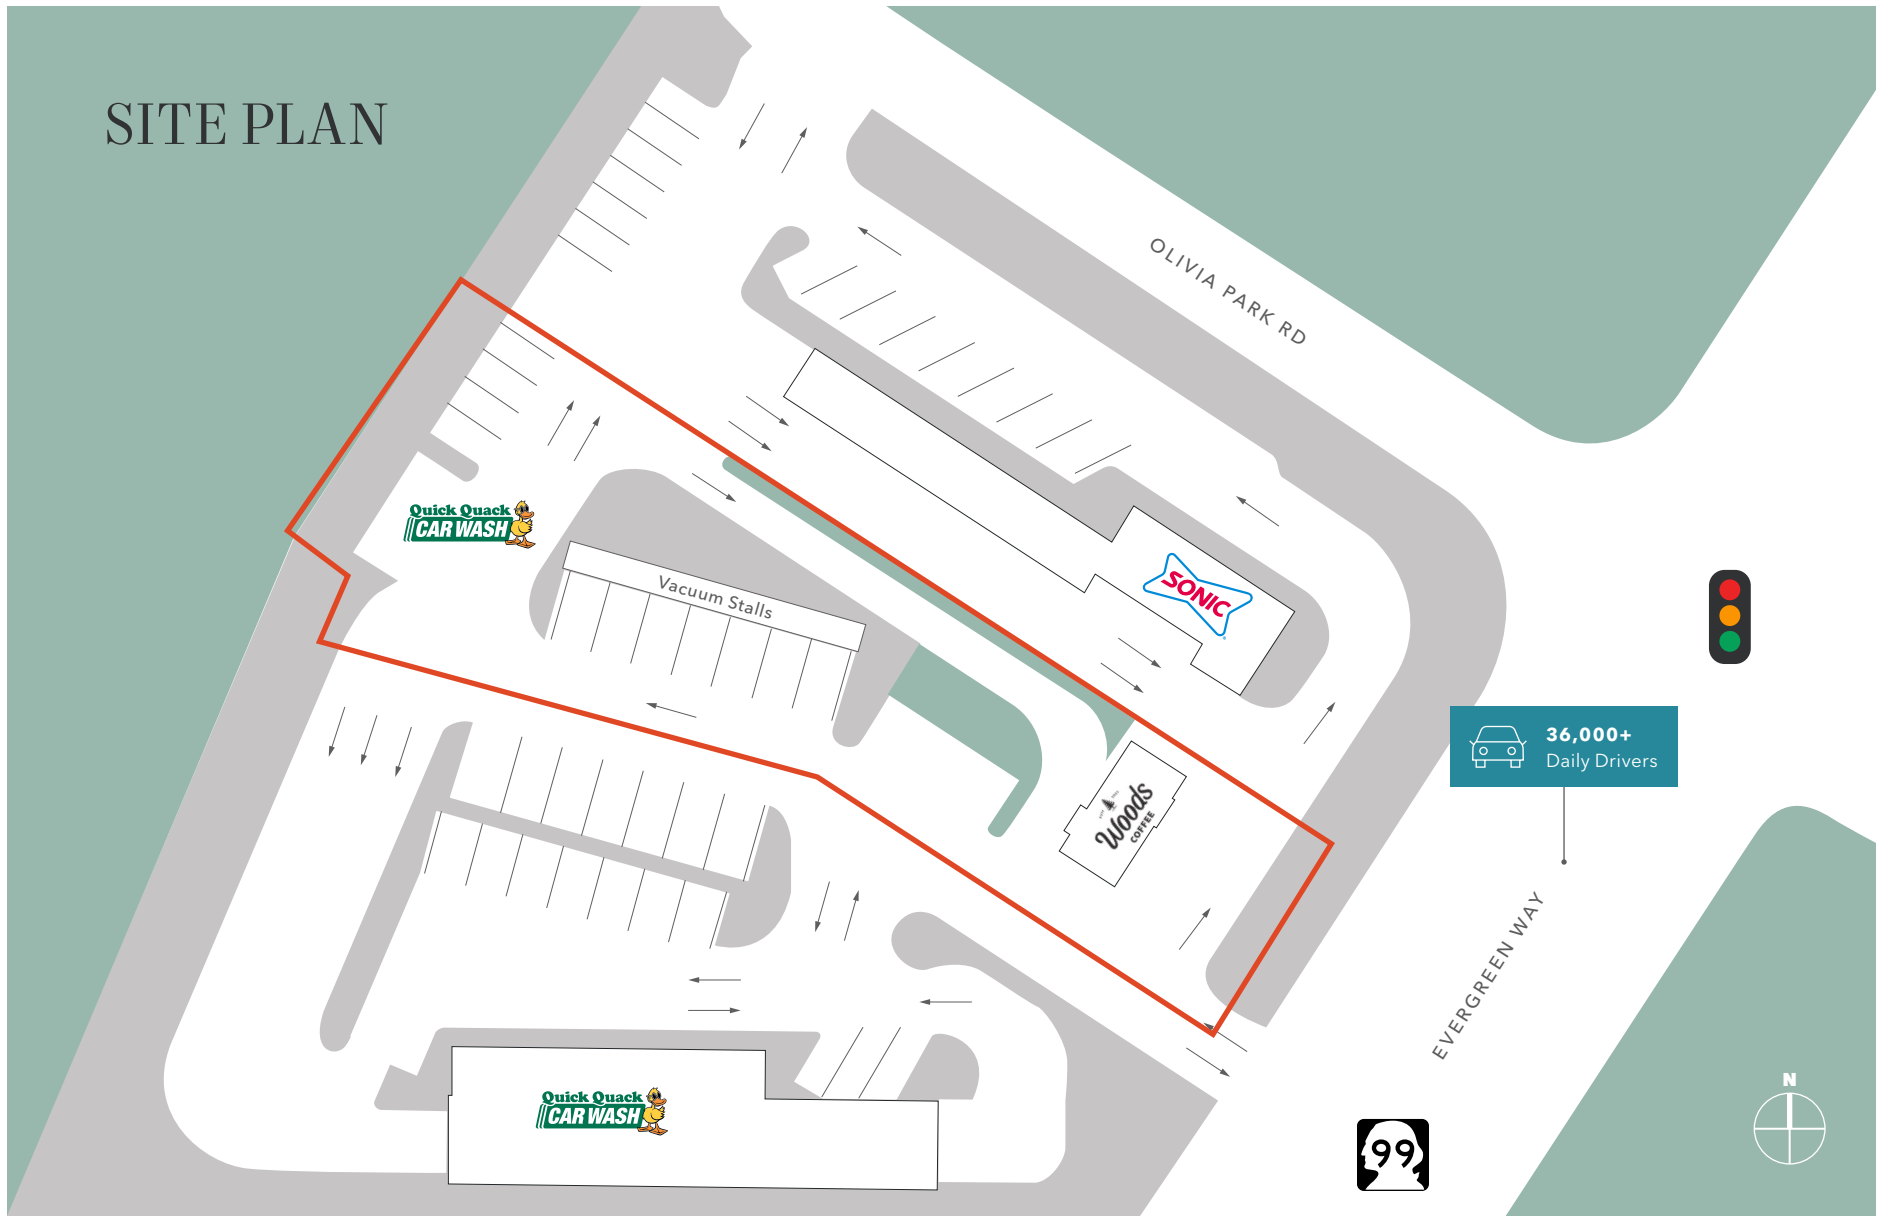 SITE PLAN
OLIVIA PARK RD
Quick Quack
CAR WASH
Vacuum Stalls
SONIC
36,000+
Daily Drivers
Woods
COFFEE
EVERGREEN WAY
N
Quick Quack
CAR WASH
99